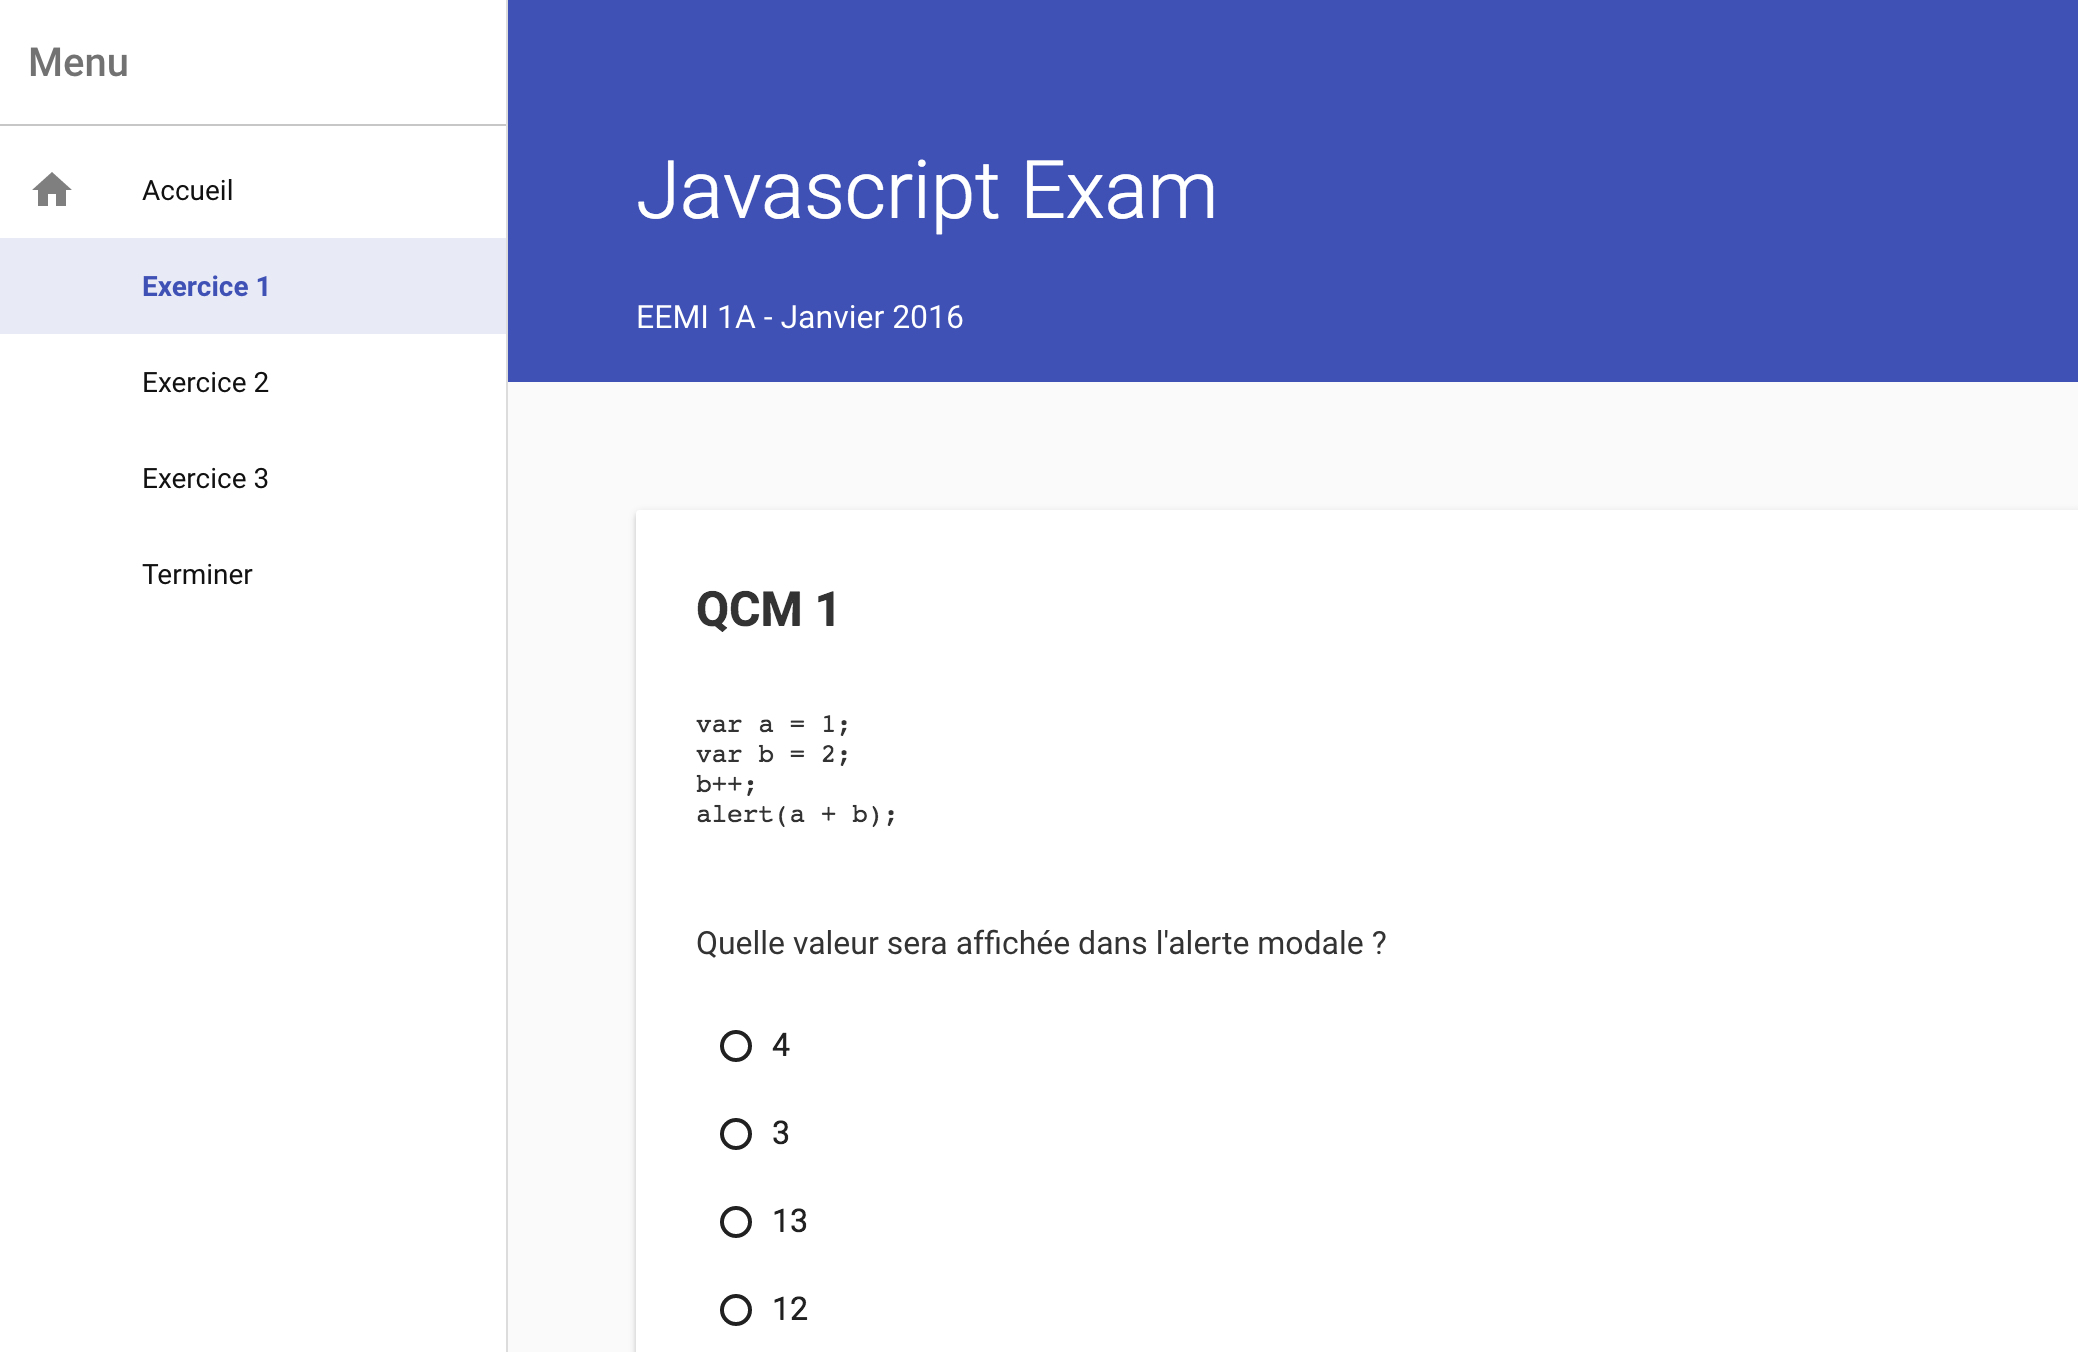 Menu
Accueil
Exercice 1
Exercice 2
Exercice 3
Terminer
Javascript Exam
EEMI 1A - Janvier 2016
QCM 1
var a = 1;
var b = 2;
b++;
alert(a + b);
Quelle valeur sera affichée dans l'alerte modale ?
4
3
13
12